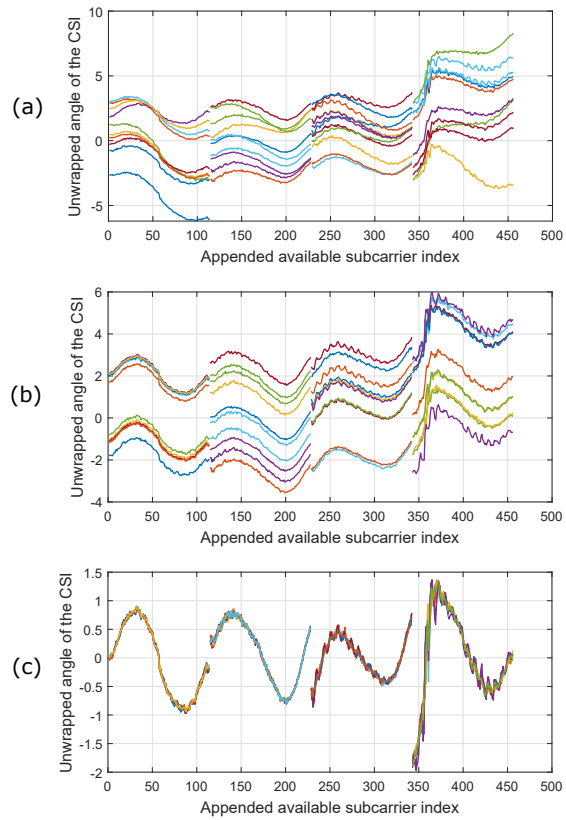 (a)
Unwrapped angle of the CSI
10
5
0
-5
0 50 100 150 200 250 300 350 400 450 500
Appended available subcarrier index
(b)
Unwrapped angle of the CSI
6
4
2
0
-2
-4
0 50 100 150 200 250 300 350 400 450 500
Appended available subcarrier index
(c)
Unwrapped angle of the CSI
1.5
1
0.5
0
-0.5
-1
-1.5
-2
0 50 100 150 200 250 300 350 400 450 500
Appended available subcarrier index